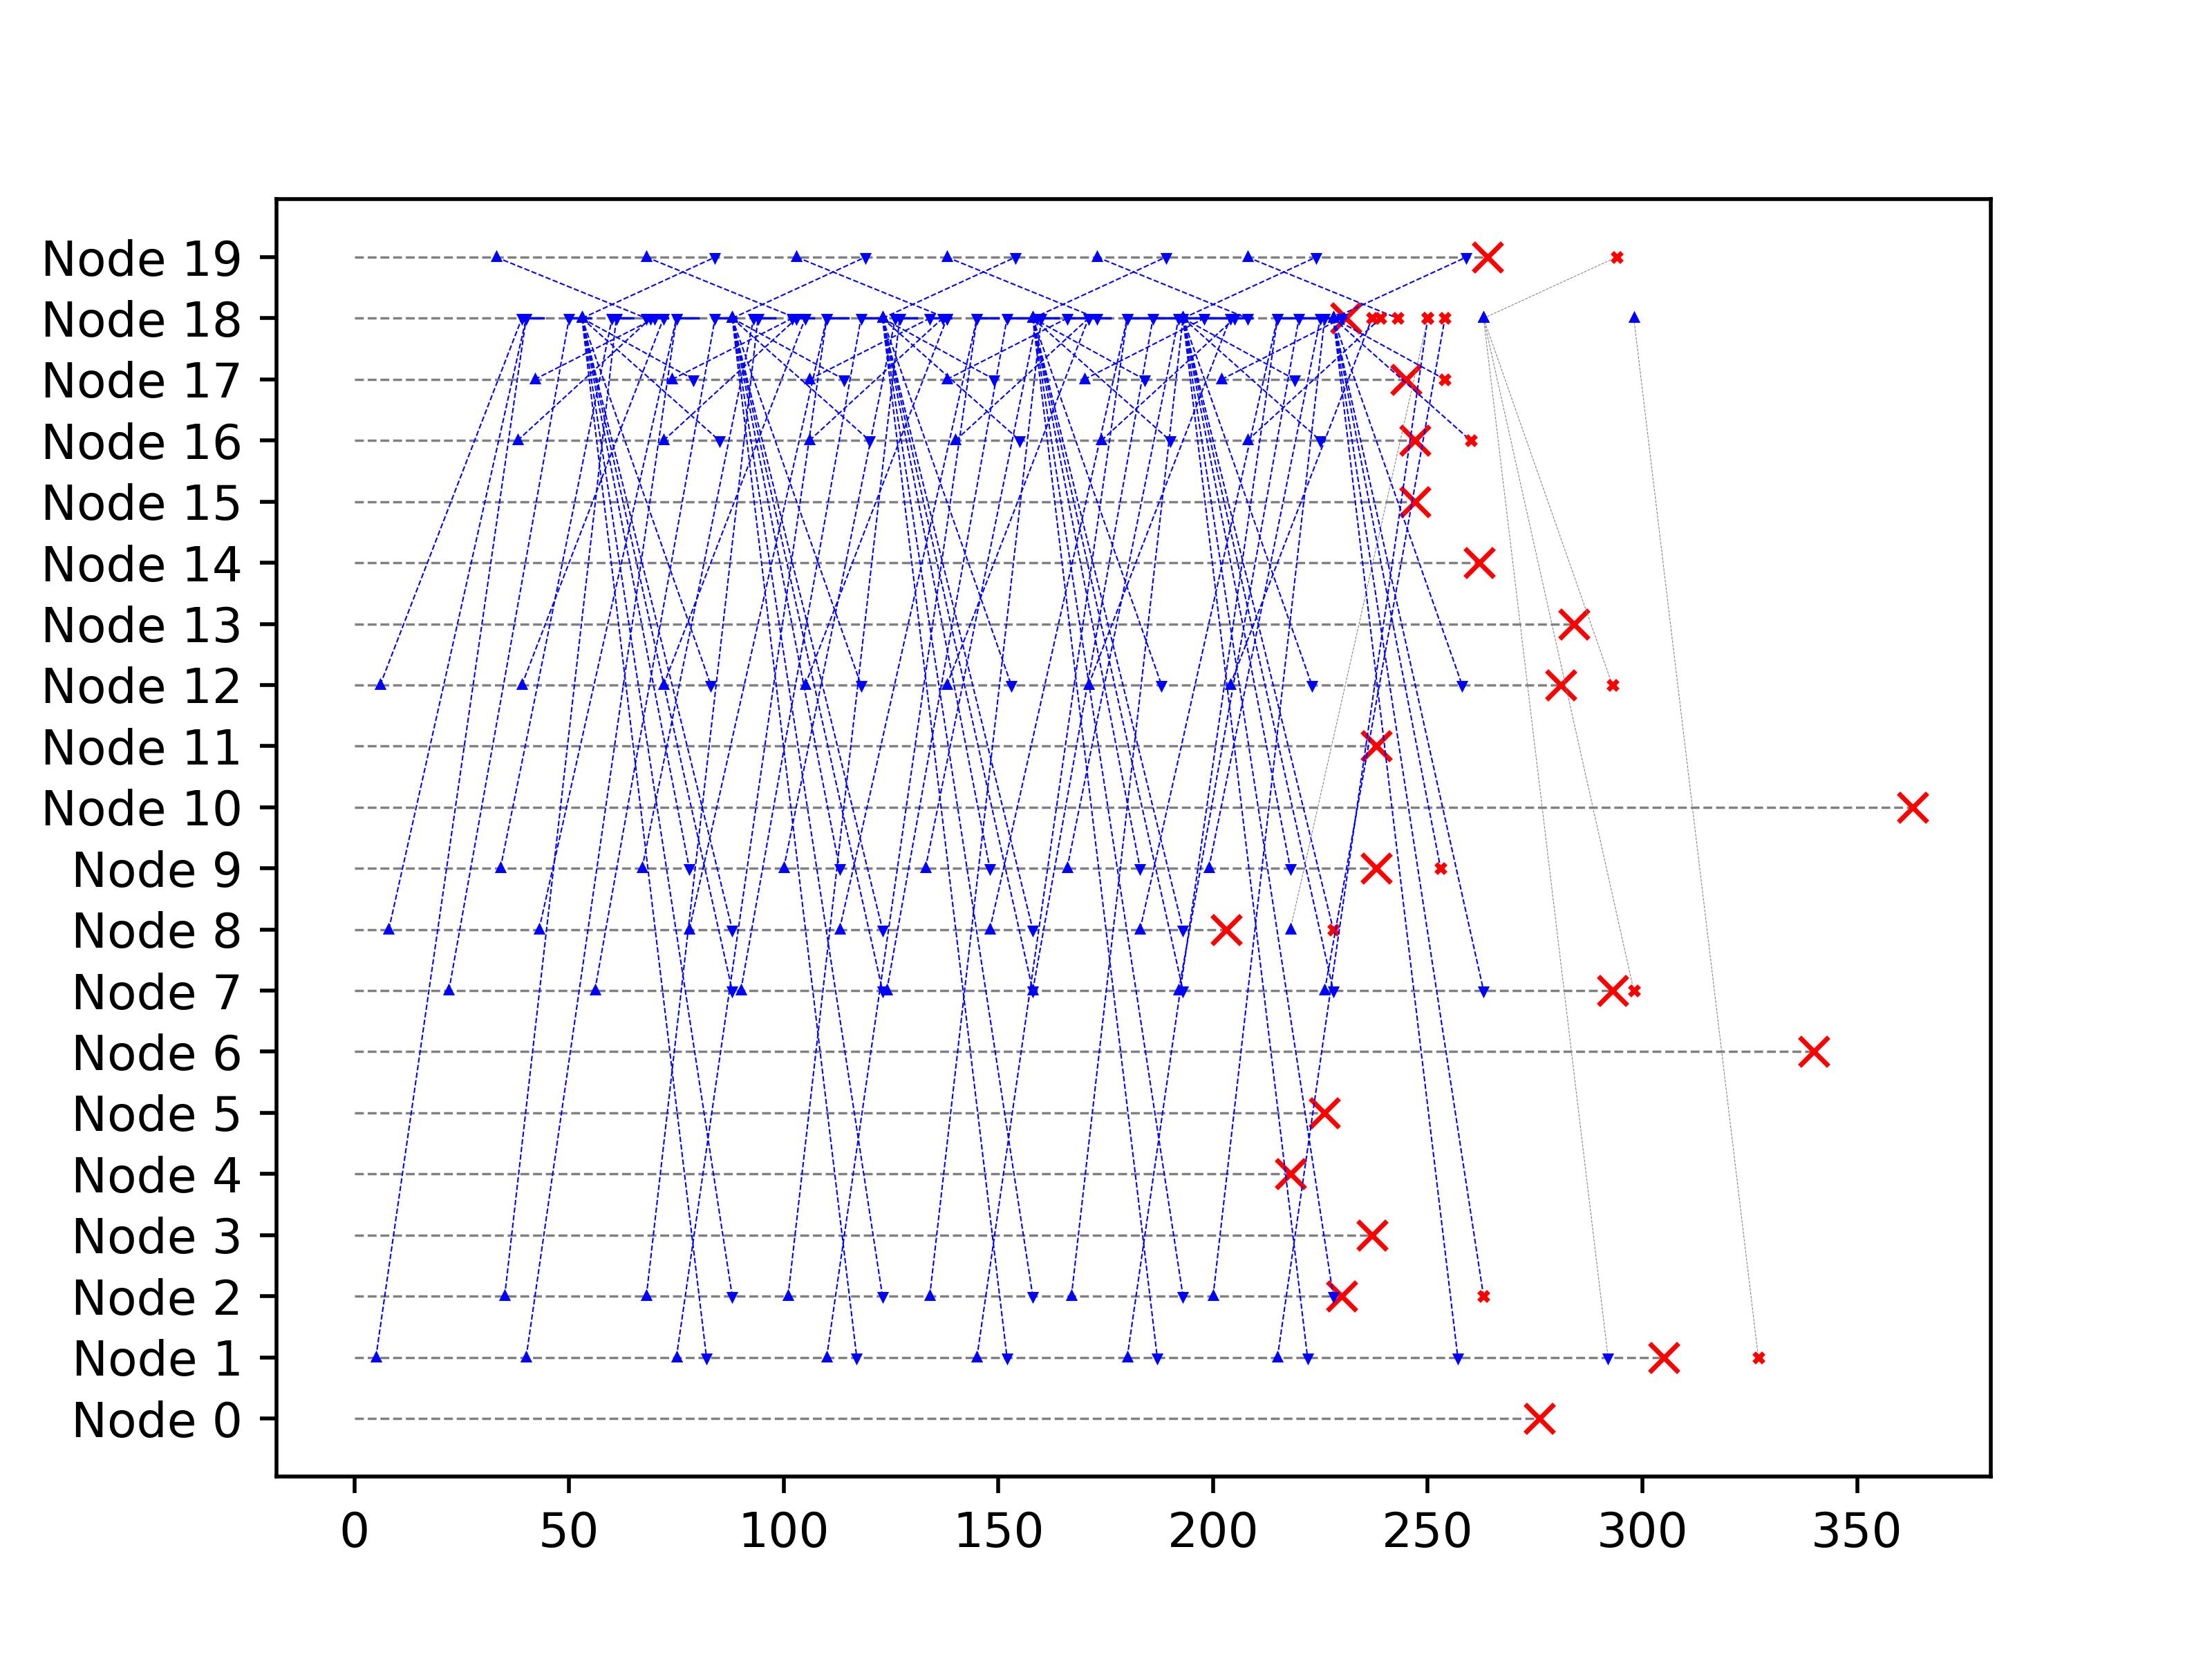 Node 19
Node 18
Node 17
Node 16
Node 15
Node 14
Node 13
Node 12
Node 11
Node 10
Node 9
Node 8
Node 7
Node 6
Node 5
Node 4
Node 3
Node 2
Node 1
Node 0
0 50 100 150 200 250 300 350